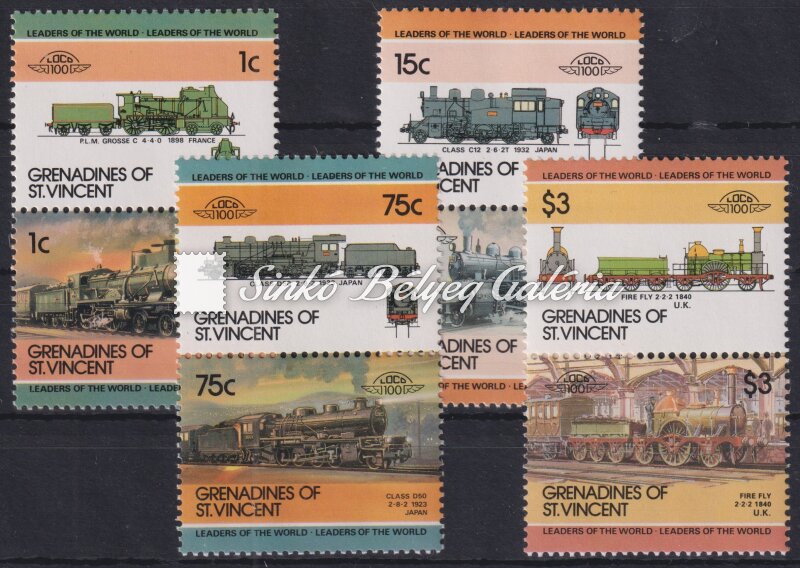 LEADERS OF THE WORLD · LEADERS OF THE WORLD
LOCO 100
1c
P.L.M. GROSSE C 4-4-0 1898 FRANCE
GRENADINES OF
ST.VINCENT
1c
GRENADINES OF
ST.VINCENT
LEADERS OF THE WORLD · LEADERS
LEADERS OF THE WORLD · LEADERS OF THE WORLD
15c
LOCO 100
CLASS C12 2-6-2T 1932 JAPAN
GRENADINES OF
ST.VINCENT
LEADERS OF THE WORLD · LEADERS OF THE WORLD
LOCO 100
75c
1923 JAPAN
GRENADINES OF
ST.VINCENT
75c
LOCO 100
GRENADINES OF
ST.VINCENT
CLASS D50
2-8-2 1923
JAPAN
LEADERS OF THE WORLD · LEADERS OF THE WORLD
LEADERS OF THE WORLD · LEADERS OF THE WORLD
$3
LOCO 100
FIRE FLY 2-2-2 1840
U.K.
GRENADINES OF
ST.VINCENT
LOCO 100
$3
GRENADINES OF
ST.VINCENT
FIRE FLY
2-2-2 1840
U.K.
LEADERS OF THE WORLD · LEADERS OF THE WORLD
Sinkó Bélyeg Galéria